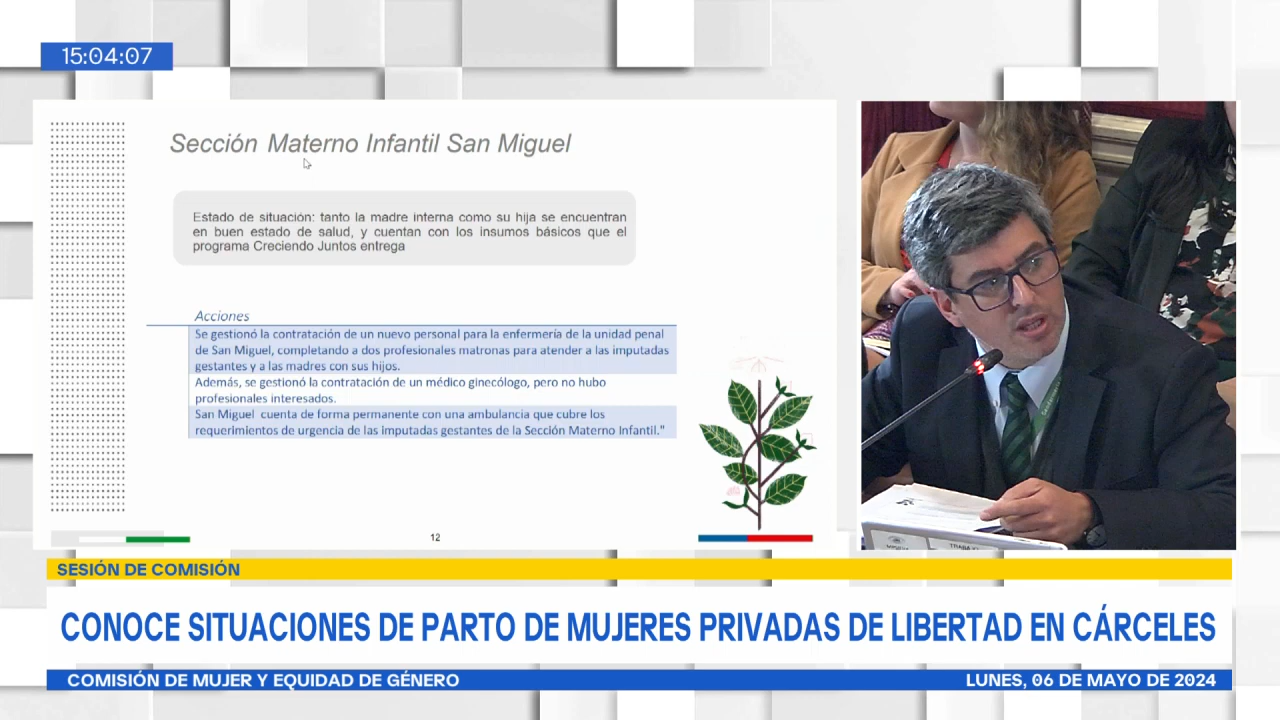 15:04:07
Sección Materno Infantil San Miguel
Estado de situación: tanto la madre interna como su hija se encuentran
en buen estado de salud, y cuentan con los insumos básicos que el
programa Creciendo Juntos entrega
Acciones
Se gestionó la contratación de un nuevo personal para la enfermería de la unidad penal
de San Miguel, completando a dos profesionales matronas para atender a las imputadas
gestantes y a las madres con sus hijos.
Además, se gestionó la contratación de un médico ginecólogo, pero no hubo
profesionales interesados.
San Miguel cuenta de forma permanente con una ambulancia que cubre los
requerimientos de urgencia de las imputadas gestantes de la Sección Materno Infantil."
12
SESIÓN DE COMISIÓN
CONOCE SITUACIONES DE PARTO DE MUJERES PRIVADAS DE LIBERTAD EN CÁRCELES
COMISIÓN DE MUJER Y EQUIDAD DE GÉNERO
LUNES, 06 DE MAYO DE 2024